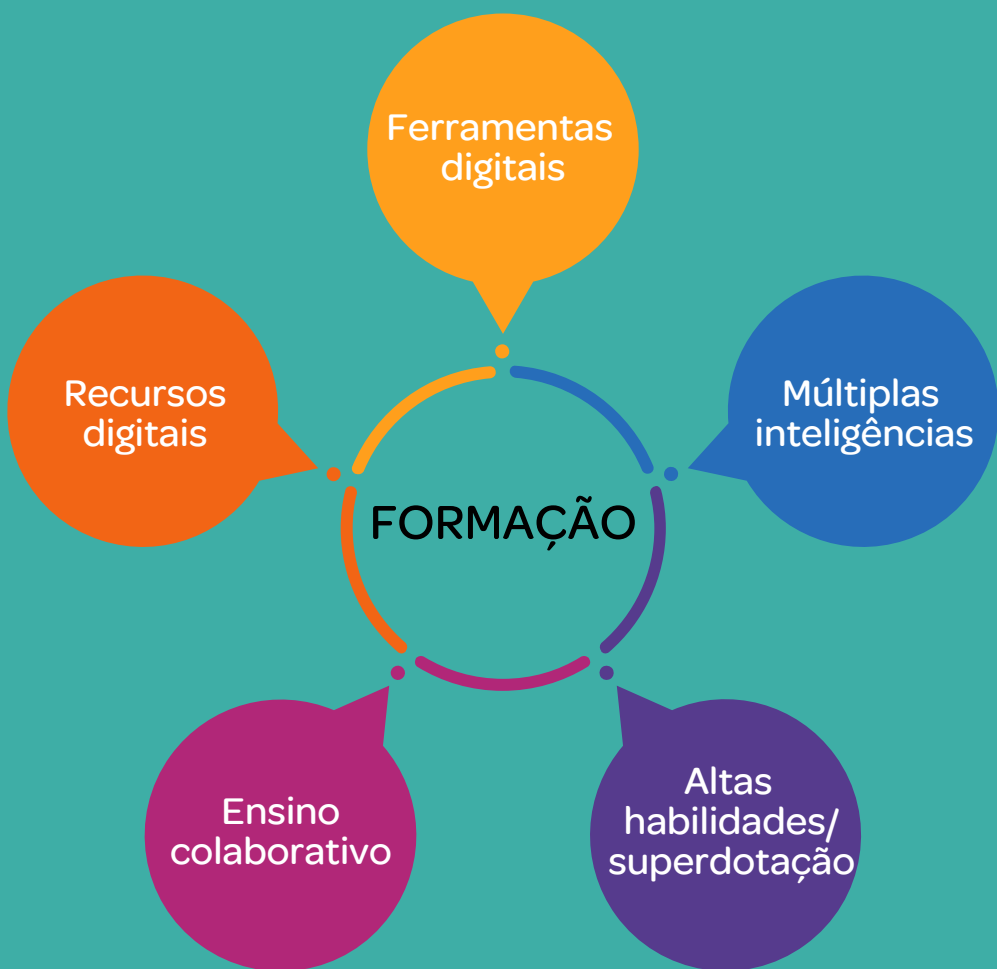 Ferramentas
digitais
Recursos
digitais
Múltiplas
inteligências
FORMAÇÃO
Ensino
colaborativo
Altas
habilidades/
superdotação